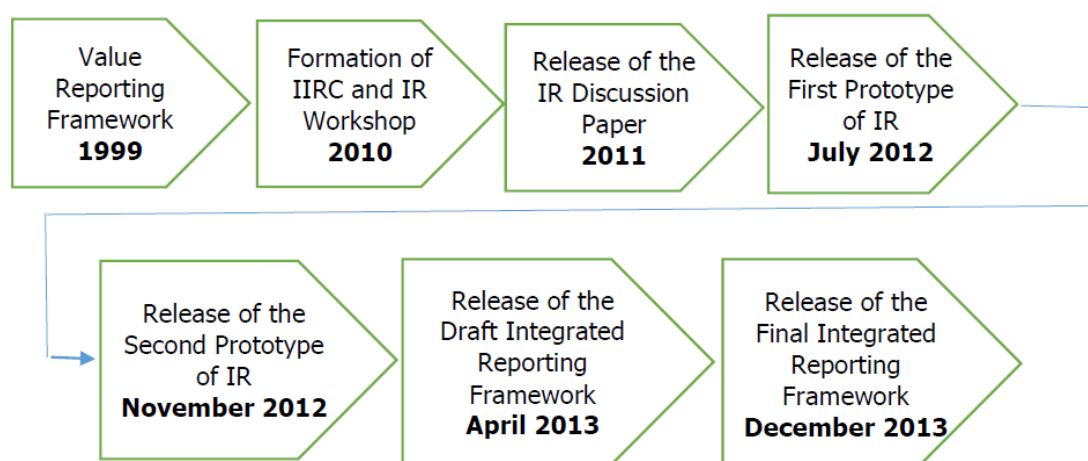 Value
Reporting
Framework
1999
Formation of
IIRC and IR
Workshop
2010
Release of the
IR Discussion
Paper
2011
Release of the
First Prototype
of IR
July 2012
Release of the
Second Prototype
of IR
November 2012
Release of the
Draft Integrated
Reporting
Framework
April 2013
Release of the
Final Integrated
Reporting
Framework
December 2013